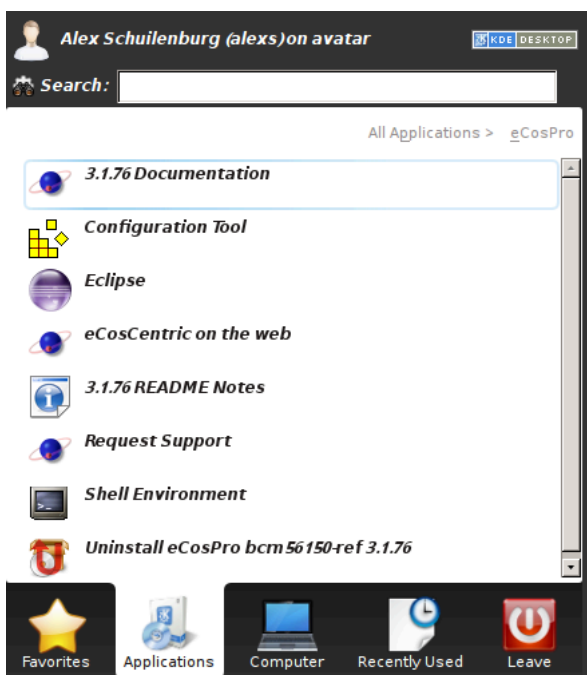 Alex Schuilenburg (alexs) on avatar
KDE DESKTOP
Search:
All Applications > eCosPro
3.1.76 Documentation
Configuration Tool
Eclipse
eCosCentric on the web
3.1.76 README Notes
Request Support
Shell Environment
Uninstall eCosPro bcm56150-ref 3.1.76
Favorites Applications Computer Recently Used Leave